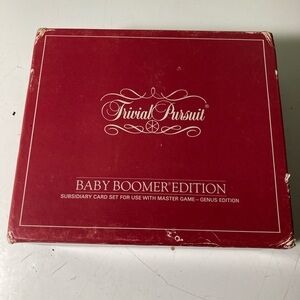 Trivial Pursuit®
BABY BOOMER EDITION
SUBSIDIARY CARD SET FOR USE WITH MASTER GAME – GENUS EDITION